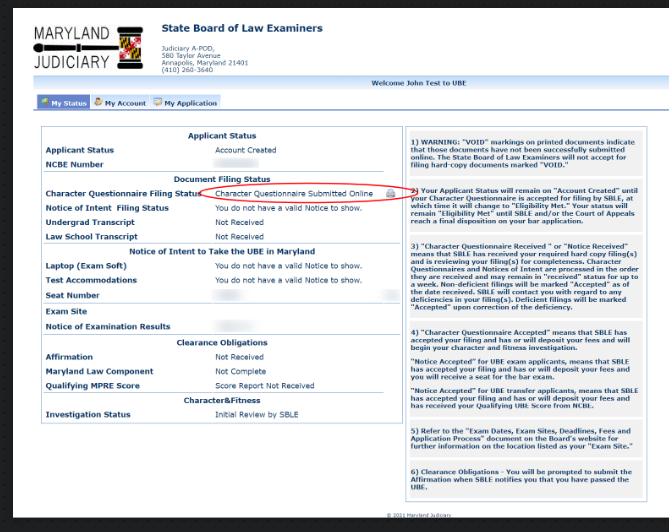 MARYLAND
JUDICIARY
State Board of Law Examiners
Judiciary A-POD,
580 Taylor Avenue
Annapolis, Maryland 21401
(410) 260-3640
Welcome John Test to UBE
My Status My Account My Application
Applicant Status
Applicant Status Account Created
NCBE Number
Document Filing Status
Character Questionnaire Filing Status Character Questionnaire Submitted Online
Notice of Intent Filing Status You do not have a valid Notice to show.
Undergrad Transcript Not Received
Law School Transcript Not Received
Notice of Intent to Take the UBE in Maryland
Laptop (Exam Soft) You do not have a valid Notice to show.
Test Accommodations You do not have a valid Notice to show.
Seat Number
Exam Site
Notice of Examination Results
Clearance Obligations
Affirmation Not Received
Maryland Law Component Not Complete
Qualifying MPRE Score Score Report Not Received
Character&Fitness
Investigation Status Initial Review by SBLE
1) WARNING: "VOID" markings on printed documents indicate
that those documents have not been successfully submitted
online. The State Board of Law Examiners will not accept for
filing hard-copy documents marked "VOID."
2) Your Applicant Status will remain on "Account Created" until
your Character Questionnaire is accepted for filing by SBLE, at
which time it will change to "Eligibility Met." Your status will
remain "Eligibility Met" until SBLE and/or the Court of Appeals
reach a final disposition on your bar application.
3) "Character Questionnaire Received " or "Notice Received"
means that SBLE has received your required hard copy filing(s)
and is reviewing your filing(s) for completeness. Character
Questionnaires and Notices of Intent are processed in the order
they are received and may remain in "received" status for up to
a week. Non-deficient filings will be marked "Accepted" as of
the date received. SBLE will contact you with regard to any
deficiencies in your filing(s). Deficient filings will be marked
"Accepted" upon correction of the deficiency.
4) "Character Questionnaire Accepted" means that SBLE has
accepted your filing and has or will deposit your fees and will
begin your character and fitness investigation.
"Notice Accepted" for UBE exam applicants, means that SBLE
has accepted your filing and has or will deposit your fees and
you will receive a seat for the bar exam.
"Notice Accepted" for UBE transfer applicants, means that SBLE
has accepted your filing and has or will deposit your fees and
has received your Qualifying UBE Score from NCBE.
5) Refer to the "Exam Dates, Exam Sites, Deadlines, Fees and
Application Process" document on the Board's website for
further information on the location listed as your "Exam Site."
6) Clearance Obligations - You will be prompted to submit the
Affirmation when SBLE notifies you that you have passed the
UBE.
© 2011 Maryland Judiciary